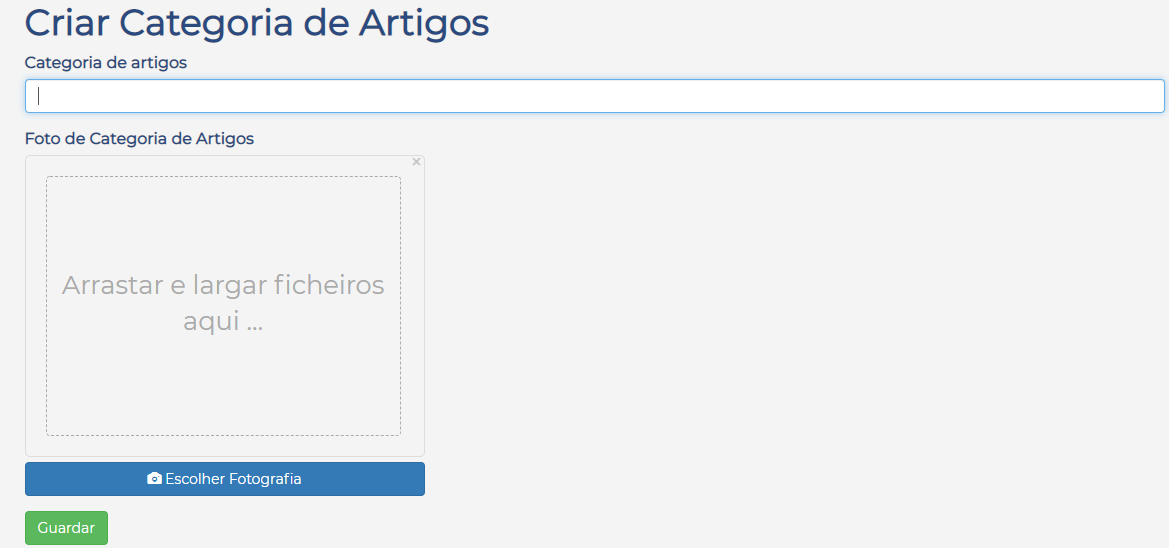 Criar Categoria de Artigos
Categoria de artigos
Foto de Categoria de Artigos
×
Arrastar e largar ficheiros
aqui ...
Escolher Fotografia
Guardar